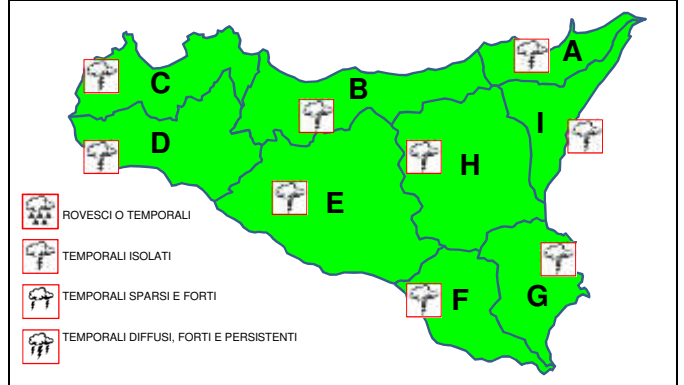 A
B
C
I
D
H
E
F
G
ROVESCI O TEMPORALI
TEMPORALI ISOLATI
TEMPORALI SPARSI E FORTI
TEMPORALI DIFFUSI, FORTI E PERSISTENTI